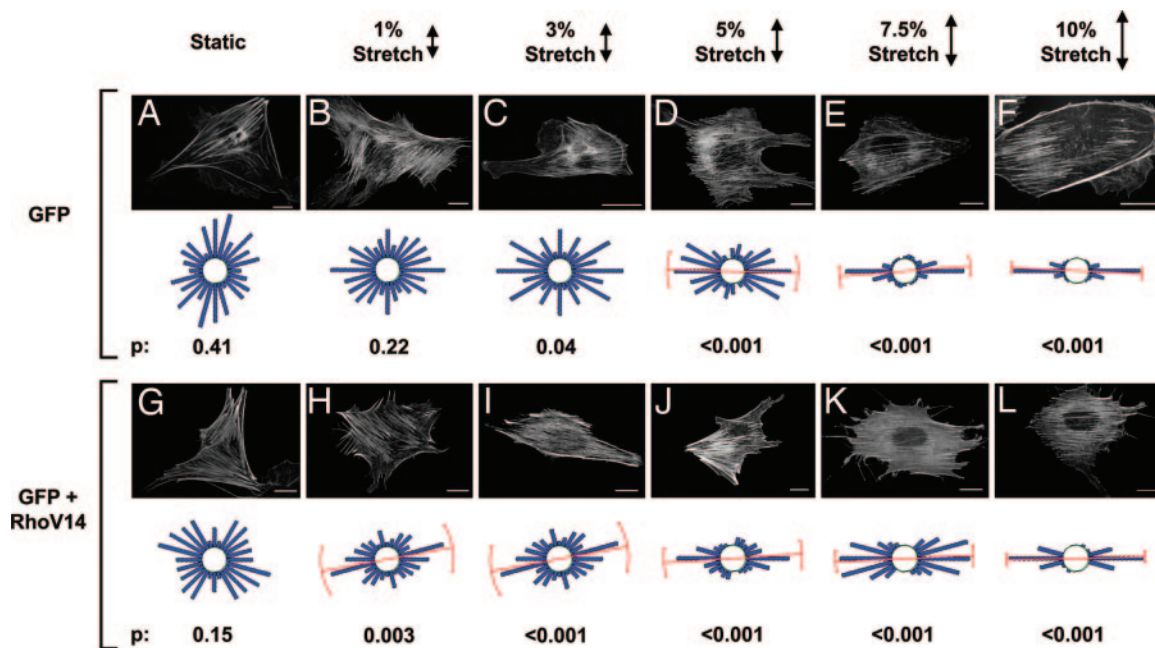 Static
1%
Stretch
3%
Stretch
5%
Stretch
7.5%
Stretch
10%
Stretch
GFP
A
B
C
D
E
F
p:
0.41
0.22
0.04
<0.001
<0.001
<0.001
GFP +
RhoV14
G
H
I
J
K
L
p:
0.15
0.003
<0.001
<0.001
<0.001
<0.001